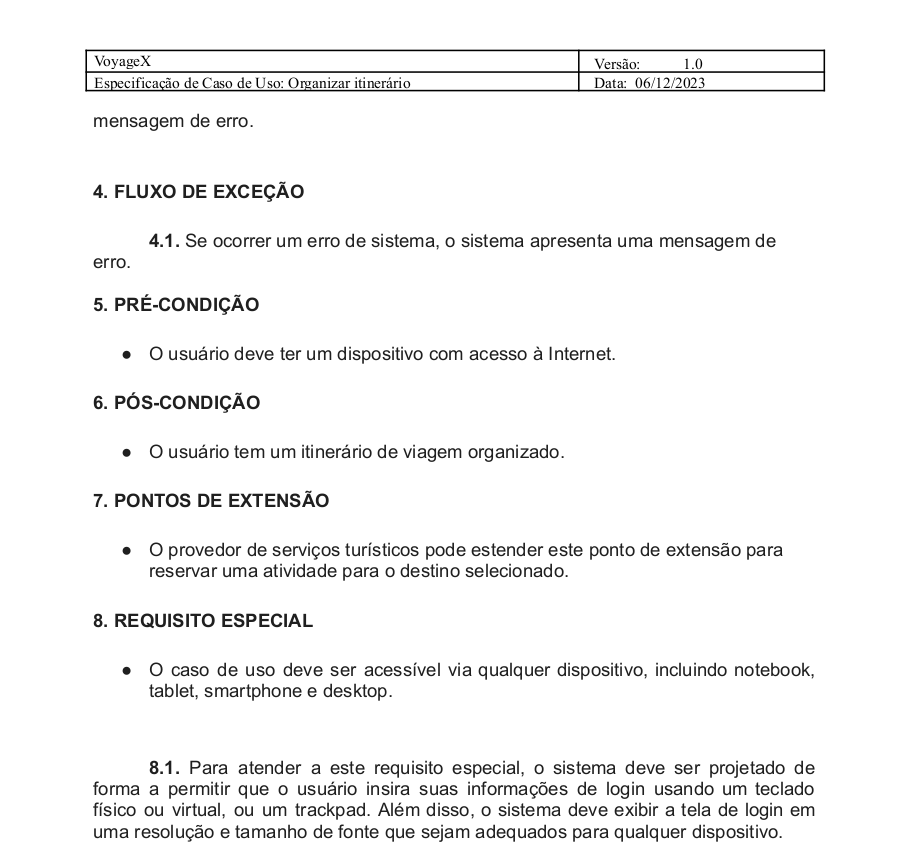 VoyageX
Versão: 1.0
Especificação de Caso de Uso: Organizar itinerário
Data: 06/12/2023
mensagem de erro.
4. FLUXO DE EXCEÇÃO
4.1. Se ocorrer um erro de sistema, o sistema apresenta uma mensagem de
erro.
5. PRÉ-CONDIÇÃO
● O usuário deve ter um dispositivo com acesso à Internet.
6. PÓS-CONDIÇÃO
● O usuário tem um itinerário de viagem organizado.
7. PONTOS DE EXTENSÃO
● O provedor de serviços turísticos pode estender este ponto de extensão para
reservar uma atividade para o destino selecionado.
8. REQUISITO ESPECIAL
● O caso de uso deve ser acessível via qualquer dispositivo, incluindo notebook,
tablet, smartphone e desktop.
8.1. Para atender a este requisito especial, o sistema deve ser projetado de
forma a permitir que o usuário insira suas informações de login usando um teclado
físico ou virtual, ou um trackpad. Além disso, o sistema deve exibir a tela de login em
uma resolução e tamanho de fonte que sejam adequados para qualquer dispositivo.